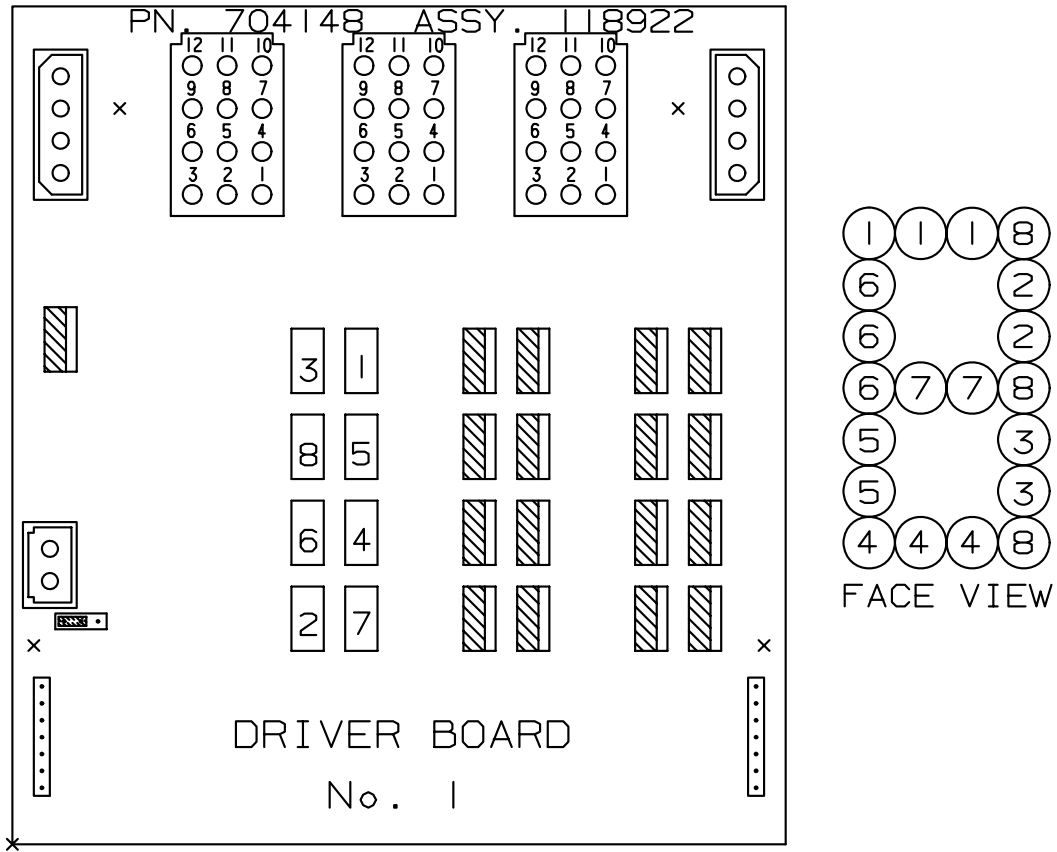 PN. 704148 ASSY. 118922
12 11 10 12 11 10 12 11 10
9 8 7 9 8 7 9 8 7
6 5 4 6 5 4 6 5 4
3 2 1 3 2 1 3 2 1
3 1
8 5
6 4
2 7
DRIVER BOARD
No. 1
1 1 1 8
6 2
6 2
6 7 7 8
5 3
5 3
4 4 4 8
FACE VIEW